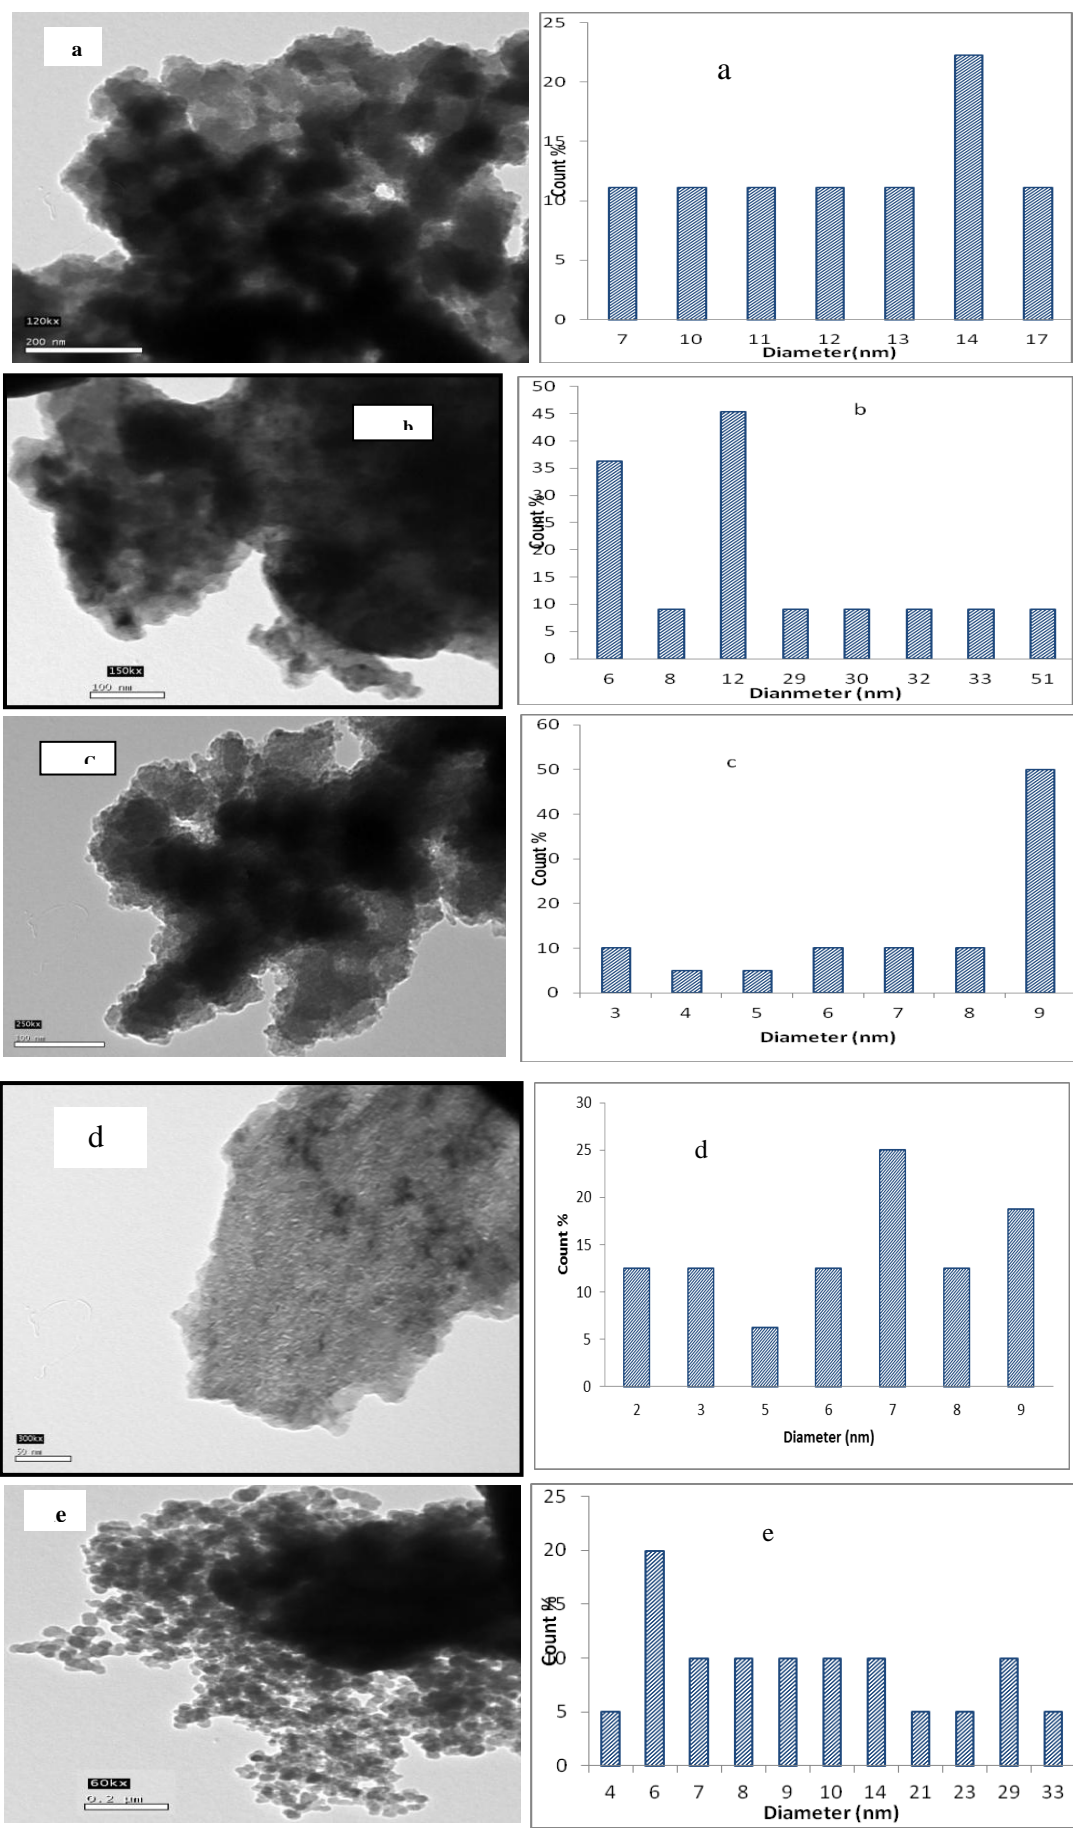 a
120kx
200 nm
a
25
20
15
10
5
0
Count %
7 10 11 12 13 14 17
Diameter(nm)
b
150kx
100 nm
b
50
45
40
35
30
25
20
15
10
5
0
Count %
6 8 12 29 30 32 33 51
Dianmeter (nm)
C
250kx
100 nm
c
60
50
40
30
20
10
0
Count %
3 4 5 6 7 8 9
Diameter (nm)
d
300kx
50 nm
d
30
25
20
15
10
5
0
Count %
2 3 5 6 7 8 9
Diameter (nm)
e
60kx
0.2 µm
e
25
20
15
10
5
0
Count %
4 6 7 8 9 10 14 21 23 29 33
Diameter (nm)